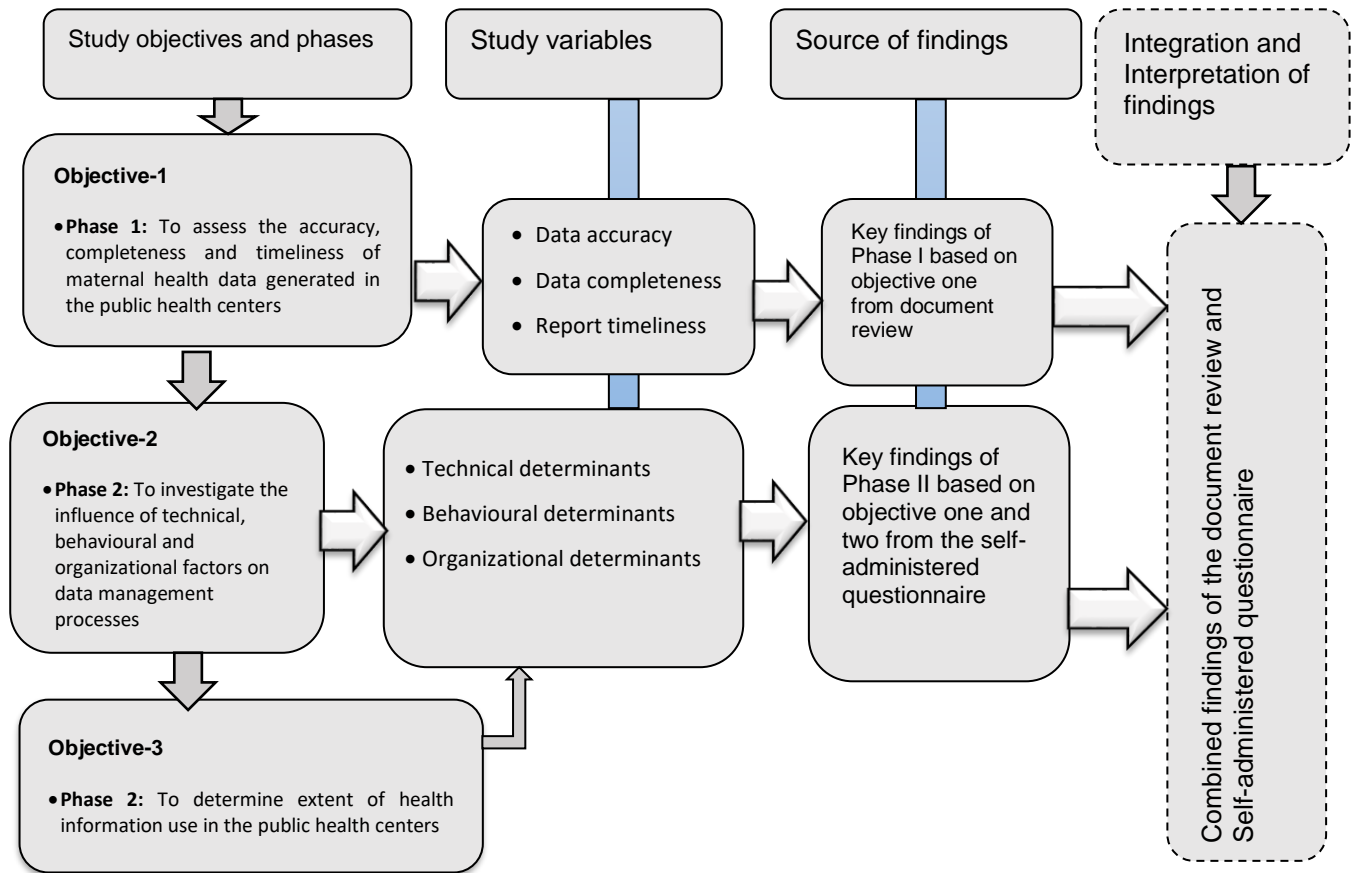 Study objectives and phases
Study variables
Source of findings
Integration and
Interpretation of
findings
Objective-1
• Phase 1: To assess the accuracy,
completeness and timeliness of
maternal health data generated in
the public health centers
• Data accuracy
• Data completeness
• Report timeliness
Key findings of
Phase I based on
objective one
from document
review
Objective-2
• Phase 2: To investigate the
influence of technical,
behavioural and
organizational factors on
data management
processes
• Technical determinants
• Behavioural determinants
• Organizational determinants
Key findings of
Phase II based on
objective one and
two from the self-
administered
questionnaire
Objective-3
• Phase 2: To determine extent of health
information use in the public health centers
Combined findings of the document review and
Self-administered questionnaire